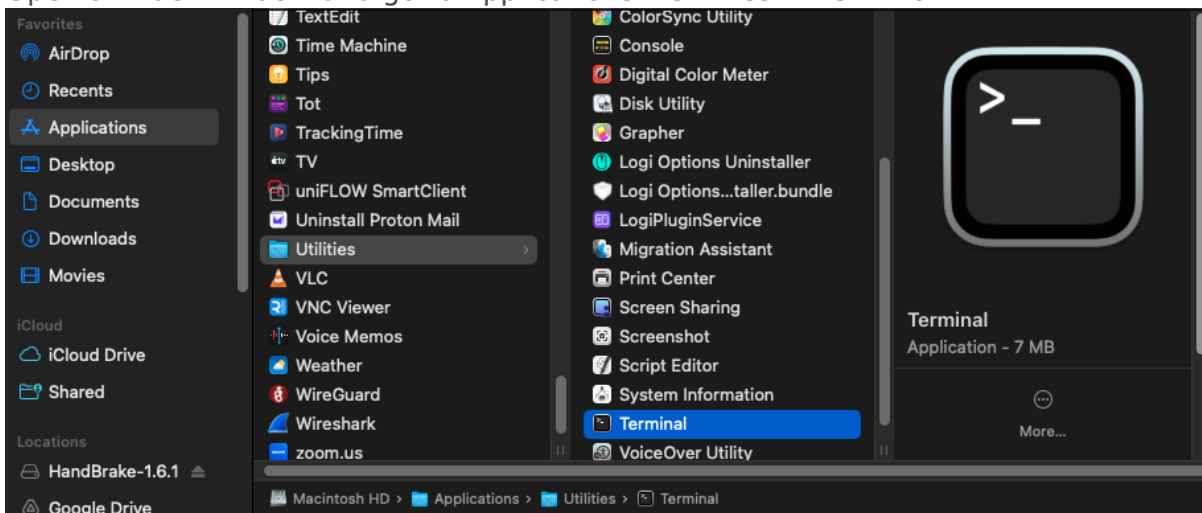 Favorites
AirDrop
Recents
Applications
Desktop
Documents
Downloads
Movies
iCloud
iCloud Drive
Shared
Locations
HandBrake-1.6.1
Google Drive
TextEdit
Time Machine
Tips
Tot
TrackingTime
TV
uniFLOW SmartClient
Uninstall Proton Mail
Utilities
VLC
VNC Viewer
Voice Memos
Weather
WireGuard
Wireshark
zoom.us
ColorSync Utility
Console
Digital Color Meter
Disk Utility
Grapher
Logi Options Uninstaller
Logi Options...taller.bundle
LogiPluginService
Migration Assistant
Print Center
Screen Sharing
Screenshot
Script Editor
System Information
Terminal
VoiceOver Utility
>_
Terminal
Application - 7 MB
More...
Macintosh HD › Applications › Utilities › Terminal